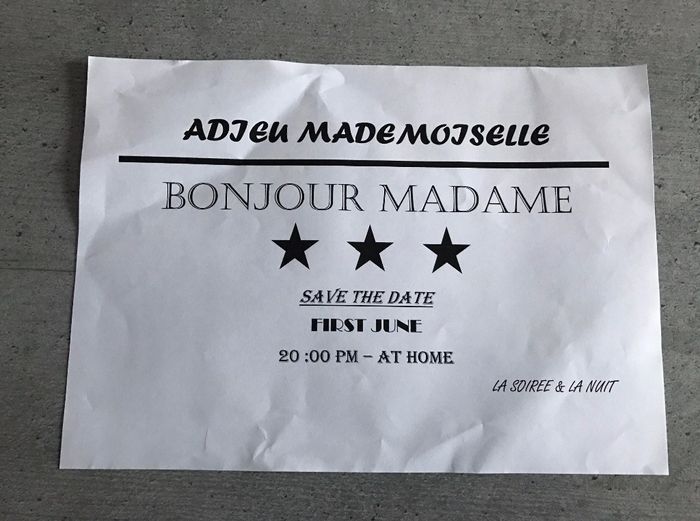 ADIEU MADEMOISELLE
BONJOUR MADAME
SAVE THE DATE
FIRST JUNE
20 :00 PM – AT HOME
LA SOIREE & LA NUIT